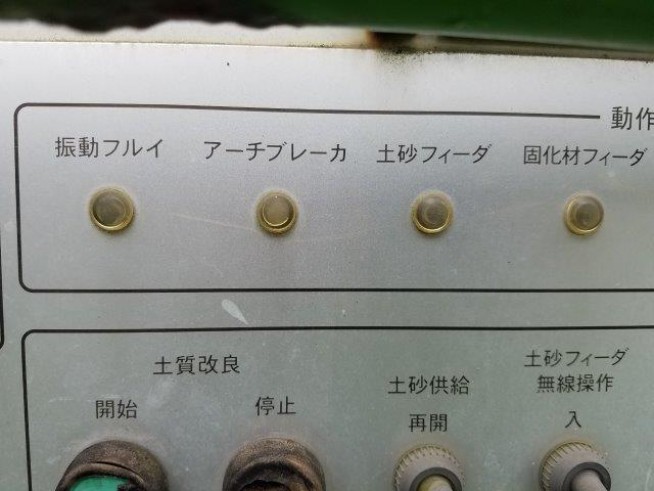 動作
振動フルイ
アーチブレーカ
土砂フィーダ
固化材フィーダ
土質改良
開始
停止
土砂供給
再開
土砂フィーダ
無線操作
入